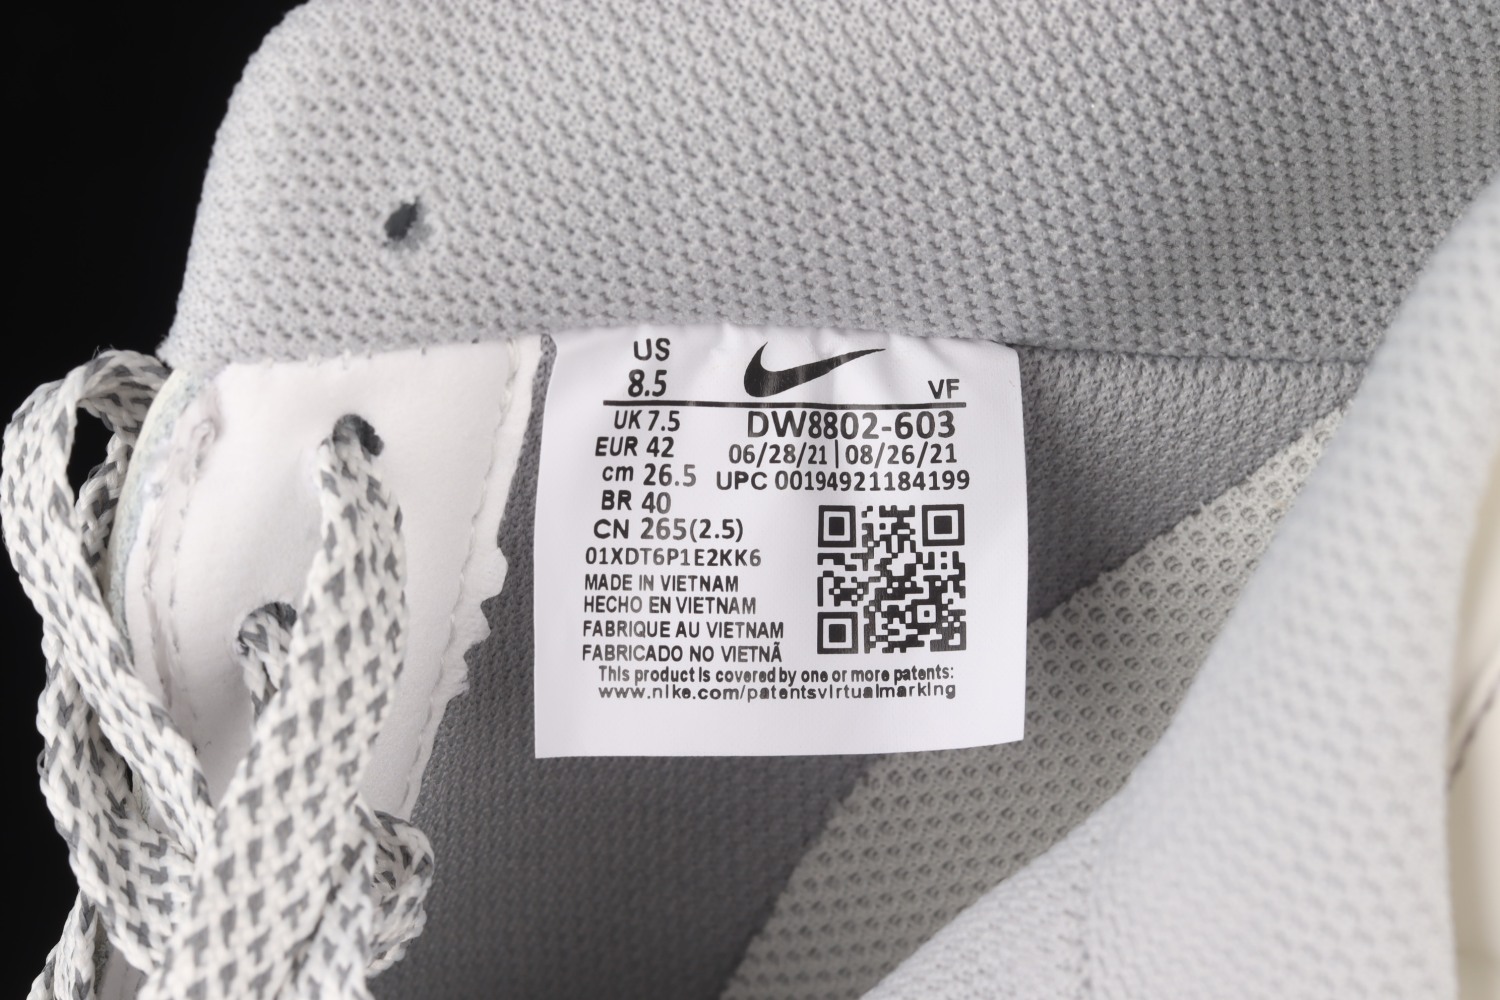 US
8.5
VF
UK 7.5
DW8802-603
EUR 42
06/28/21|08/26/21
cm 26.5
UPC 00194921184199
BR 40
CN 265(2.5)
01XDT6P1E2KK6
MADE IN VIETNAM
HECHO EN VIETNAM
FABRIQUE AU VIETNAM
FABRICADO NO VIETNÃ
This product is covered by one or more patents:
www.nike.com/patentsvirtualmarking